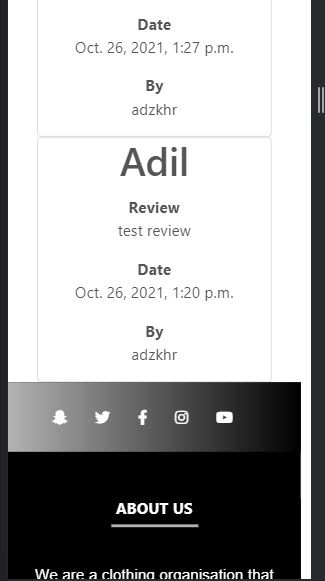 Date
Oct. 26, 2021, 1:27 p.m.
By
adzkhr
Adil
Review
test review
Date
Oct. 26, 2021, 1:20 p.m.
By
adzkhr
ABOUT US
We are a clothing organisation that